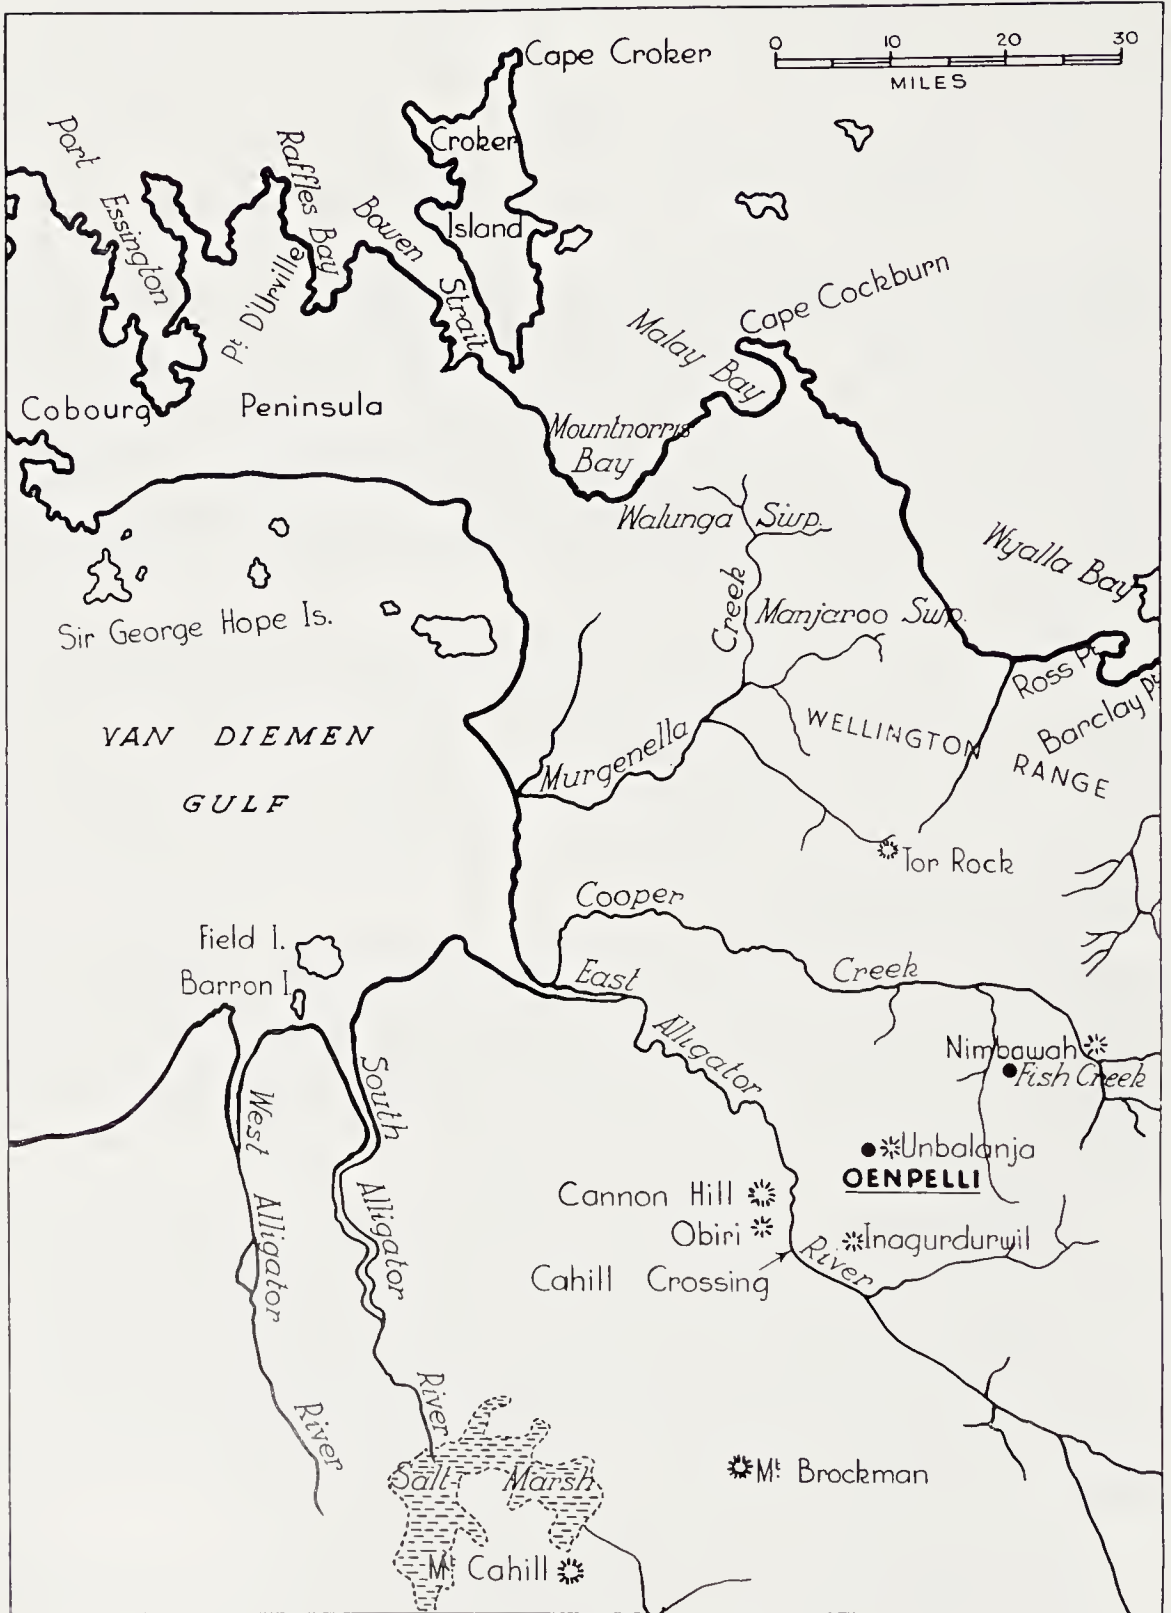 Cape Croker
0 10 20 30
MILES
Croker
Island
Port Essington
Raffles Bay
Bowen Strait
Pt. D'Urville
Cape Cockburn
Malay Bay
Cobourg Peninsula
Mountnorris
Bay
Walunga Swp.
Wyalla Bay
Creek
Manjaroo Swp.
Sir George Hope Is.
Ross Pt.
Barclay Pt.
WELLINGTON
RANGE
VAN DIEMEN
GULF
Murgenella
Tor Rock
Cooper
Creek
Field I.
Barron I.
East
Alligator
River
Nimbawah
Fish Creek
South
Alligator
River
West
Alligator
River
Unbalanja
OENPELLI
Cannon Hill
Obiri
Inagurdurwil
Cahill Crossing
Salt Marsh
Mt. Brockman
Mt. Cahill